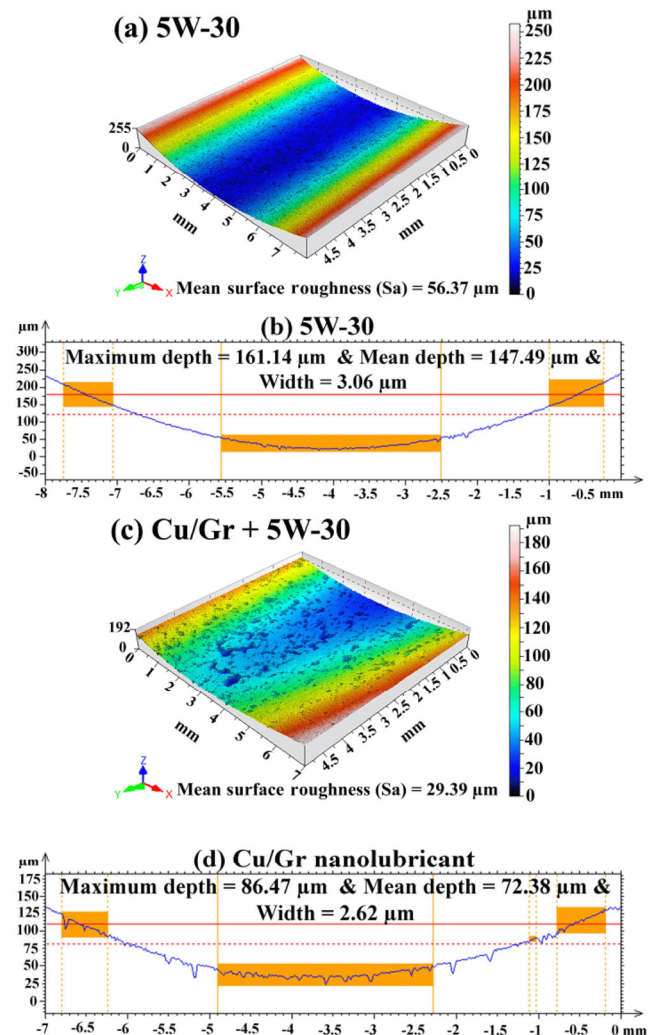 (a) 5W-30
µm
250
225
200
175
150
125
100
75
50
25
0
255
0
0 1 2 3 4 5 6 7
mm
4.5 4 3.5 3 2.5 2 1.5 1 0.5 0
mm
Z
Y X
Mean surface roughness (Sa) = 56.37 µm
(b) 5W-30
µm
Maximum depth = 161.14 µm & Mean depth = 147.49 µm &
Width = 3.06 µm
300
250
200
150
100
50
0
-50
-8 -7.5 -7 -6.5 -6 -5.5 -5 -4.5 -4 -3.5 -3 -2.5 -2 -1.5 -1 -0.5 mm
(c) Cu/Gr + 5W-30
µm
180
160
140
120
100
80
60
40
20
0
192
0
0 1 2 3 4 5 6 7
mm
4.5 4 3.5 3 2.5 2 1.5 1 0.5 0
mm
Z
Y X
Mean surface roughness (Sa) = 29.39 µm
(d) Cu/Gr nanolubricant
µm
Maximum depth = 86.47 µm & Mean depth = 72.38 µm &
Width = 2.62 µm
175
150
125
100
75
50
25
0
-7 -6.5 -6 -5.5 -5 -4.5 -4 -3.5 -3 -2.5 -2 -1.5 -1 -0.5 0 mm